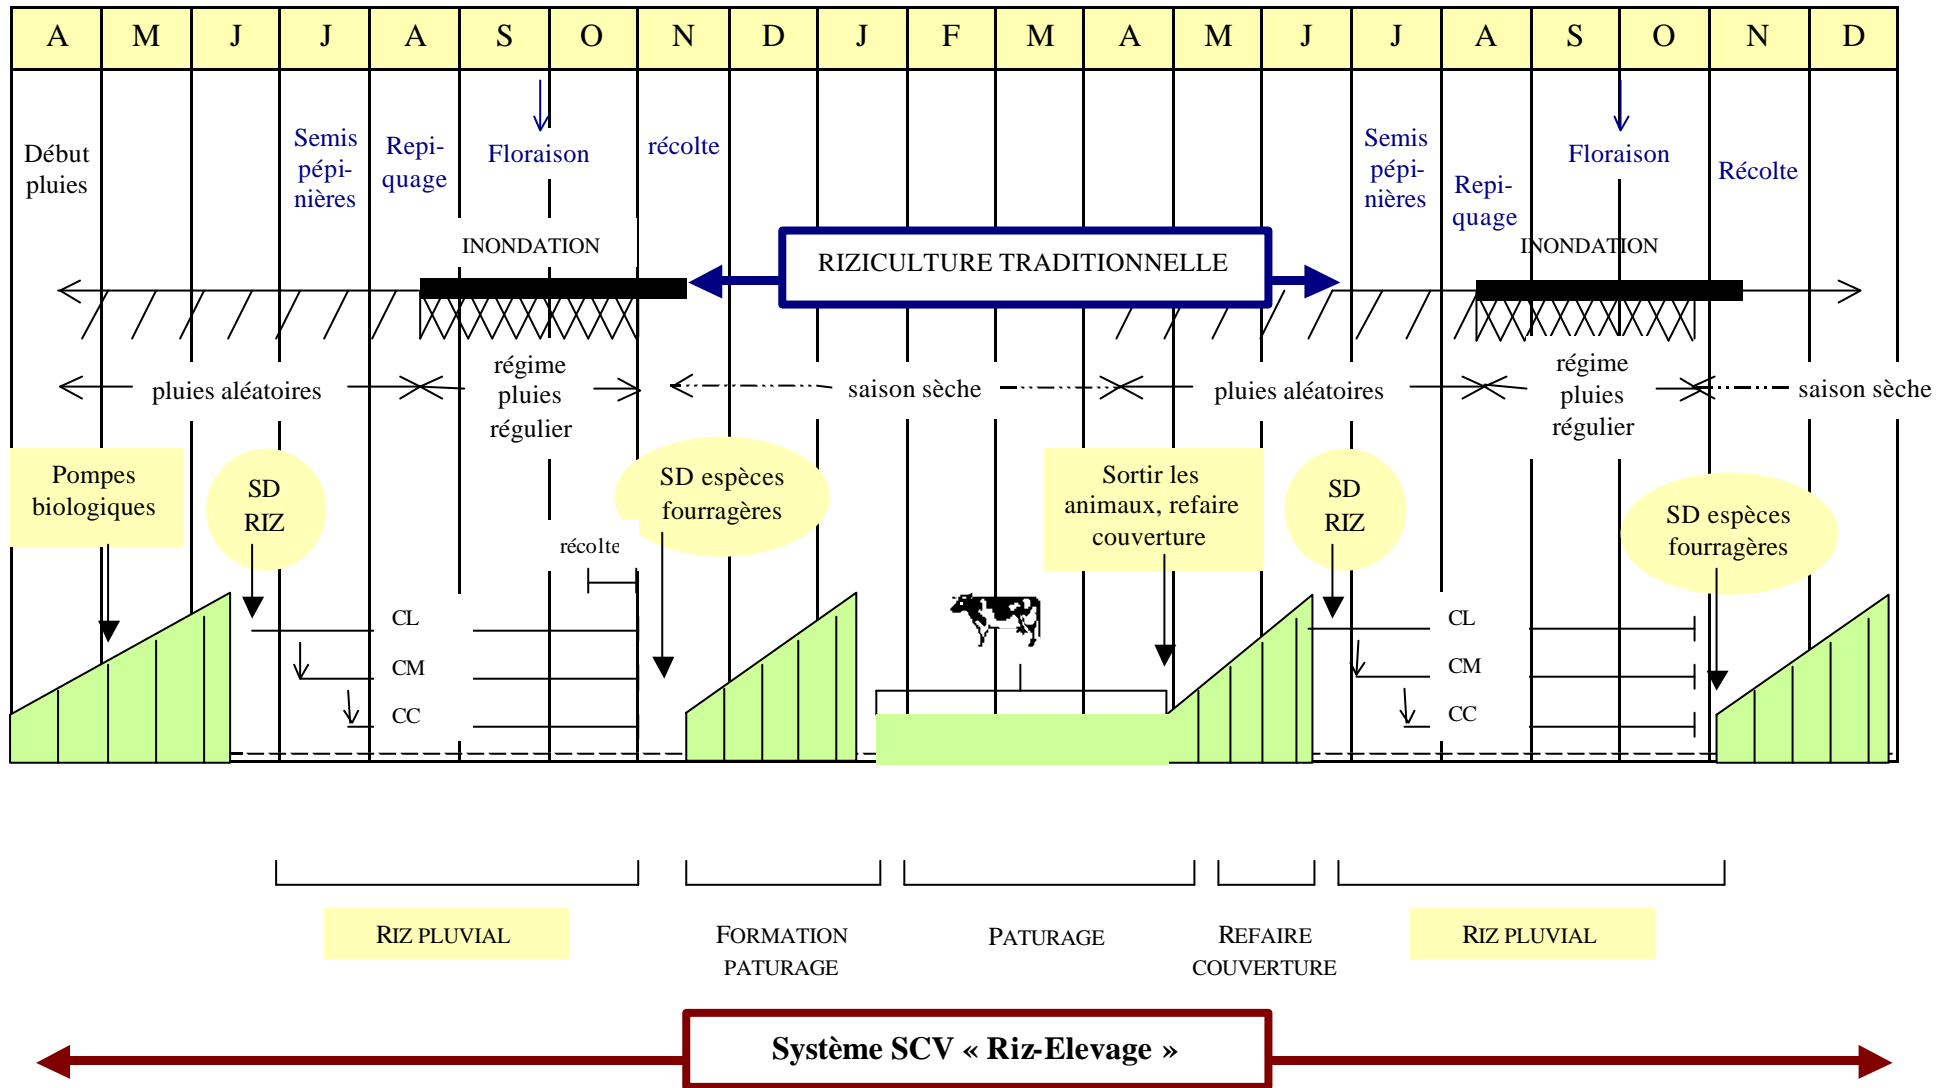 A M J J A S O N D J F M A M J J A S O N D
Début
pluies
Semis
pépi-
nières
Repi-
quage
Floraison
récolte
Semis
pépi-
nières
Repi-
quage
Floraison
Récolte
INONDATION
RIZICULTURE TRADITIONNELLE
INONDATION
pluies aléatoires
régime
pluies
régulier
saison sèche
pluies aléatoires
régime
pluies
régulier
saison sèche
Pompes
biologiques
SD
RIZ
récolte
SD espèces
fourragères
Sortir les
animaux, refaire
couverture
SD
RIZ
SD espèces
fourragères
CL
CM
CC
CL
CM
CC
RIZ PLUVIAL
FORMATION
PATURAGE
PATURAGE
REFAIRE
COUVERTURE
RIZ PLUVIAL
Système SCV « Riz-Elevage »